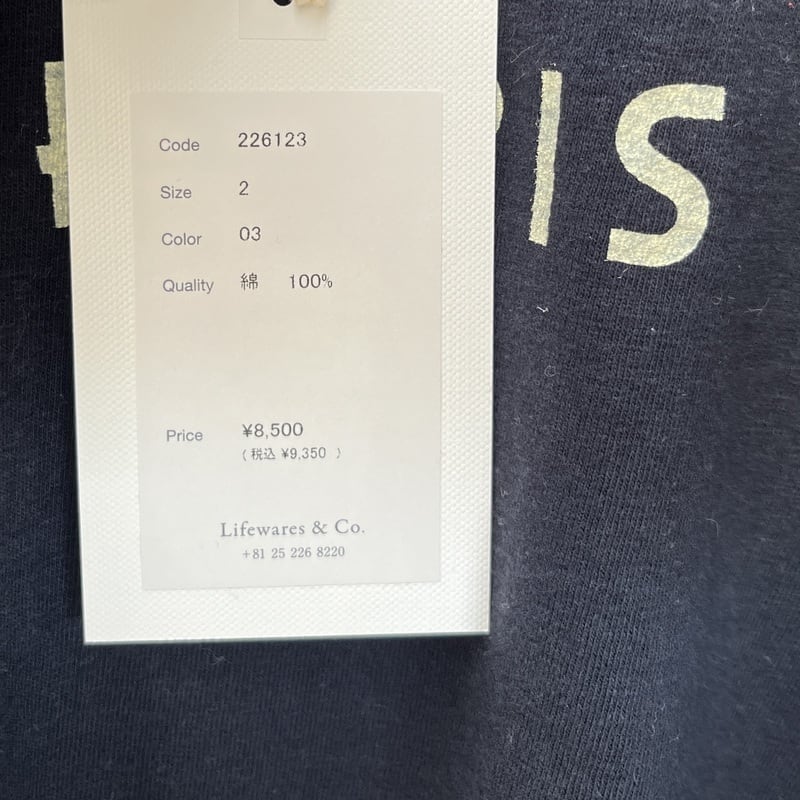 Code 226123
Size 2
Color 03
Quality 綿 100%
Price ¥8,500
(税込 ¥9,350 )
Lifewares & Co.
+81 25 226 8220
IS